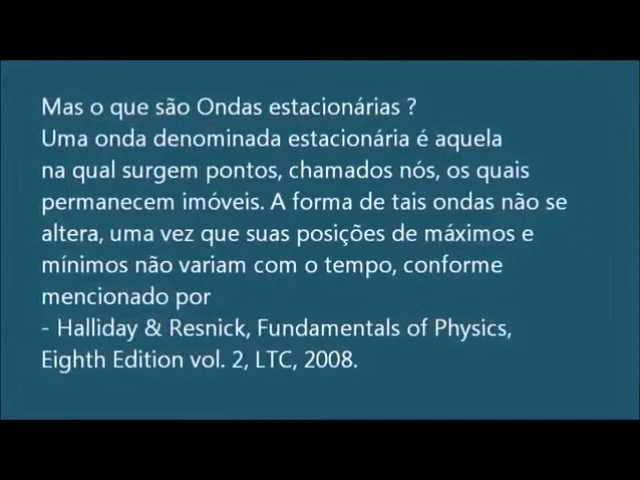 Mas o que são Ondas estacionárias ?
Uma onda denominada estacionária é aquela
na qual surgem pontos, chamados nós, os quais
permanecem imóveis. A forma de tais ondas não se
altera, uma vez que suas posições de máximos e
mínimos não variam com o tempo, conforme
mencionado por
- Halliday & Resnick, Fundamentals of Physics,
Eighth Edition vol. 2, LTC, 2008.